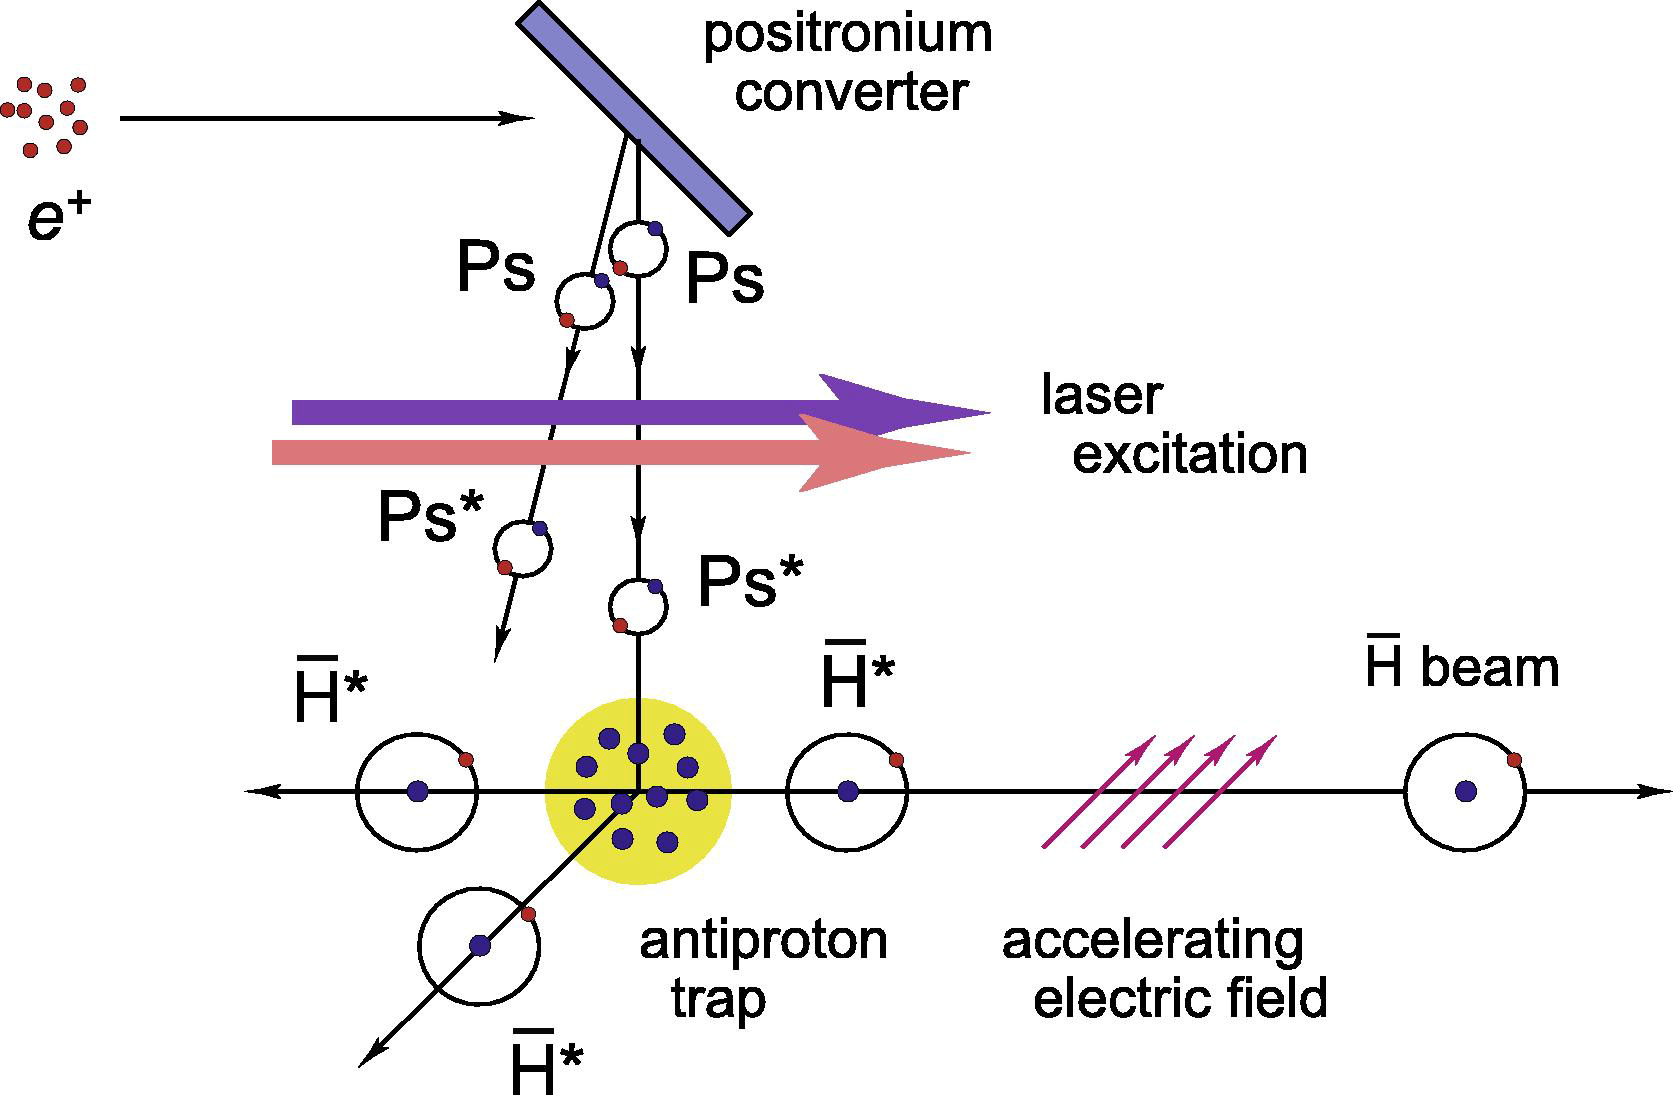 positronium
converter
e⁺
Ps
Ps
laser
excitation
Ps*
Ps*
H̅*
H̅*
H̅ beam
antiproton
trap
accelerating
electric field
H̅*